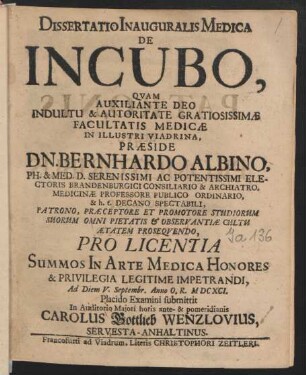 DISSERTATIO INAUGURALIS MEDICA
DE
INCUBO,
QVAM
AUXILIANTE DEO
INDULTU & AUTORITATE GRATIOSISSIMÆ
FACULTATIS MEDICÆ
IN ILLUSTRI VIADRINA,
PRÆSIDE
DN. BERNHARDO ALBINO,
PH. & MED. D. SERENISSIMI AC POTENTISSIMI ELE-
CTORIS BRANDENBURGICI CONSILIARIO & ARCHIATRO,
MEDICINÆ PROFESSORE PUBLICO ORDINARIO,
& h. t. DECANO SPECTABILI,
PATRONO, PRÆCEPTORE ET PROMOTORE STUDIORUM
SUORUM OMNI PIETATIS & OBSERVANTIÆ CULTU
ÆTATEM PROSEQVENDO,
PRO LICENTIA
SUMMOS IN ARTE MEDICA HONORES
& PRIVILEGIA LEGITIME IMPETRANDI,
Ad Diem V. Septembr. Anno O. R. MDCXCI.
Placido Examini submittit
In Auditorio Majori horis ante- & pomeridianis
CAROLUS Gottlieb WENZLOVIUS,
SERVESTA-ANHALTINUS.
Francofurti ad Viadrum, Literis CHRISTOPHORI ZEITLERI.
Ja 136